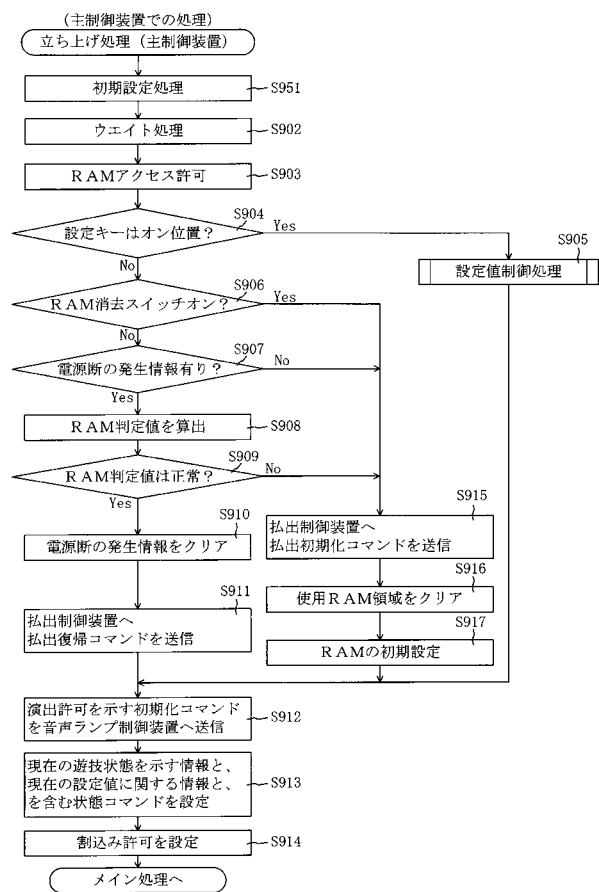 (主制御装置での処理)
立ち上げ処理(主制御装置)
初期設定処理
S951
ウエイト処理
S902
RAMアクセス許可
S903
設定キーはオン位置?
S904
Yes
No
設定値制御処理
S905
RAM消去スイッチオン?
S906
Yes
No
電源断の発生情報有り?
S907
No
Yes
RAM判定値を算出
S908
RAM判定値は正常?
S909
No
Yes
電源断の発生情報をクリア
S910
払出制御装置へ
払出復帰コマンドを送信
S911
払出制御装置へ
払出初期化コマンドを送信
S915
使用RAM領域をクリア
S916
RAMの初期設定
S917
演出許可を示す初期化コマンド
を音声ランプ制御装置へ送信
S912
現在の遊技状態を示す情報と、
現在の設定値に関する情報と、
を含む状態コマンドを設定
S913
割込み許可を設定
S914
メイン処理へ